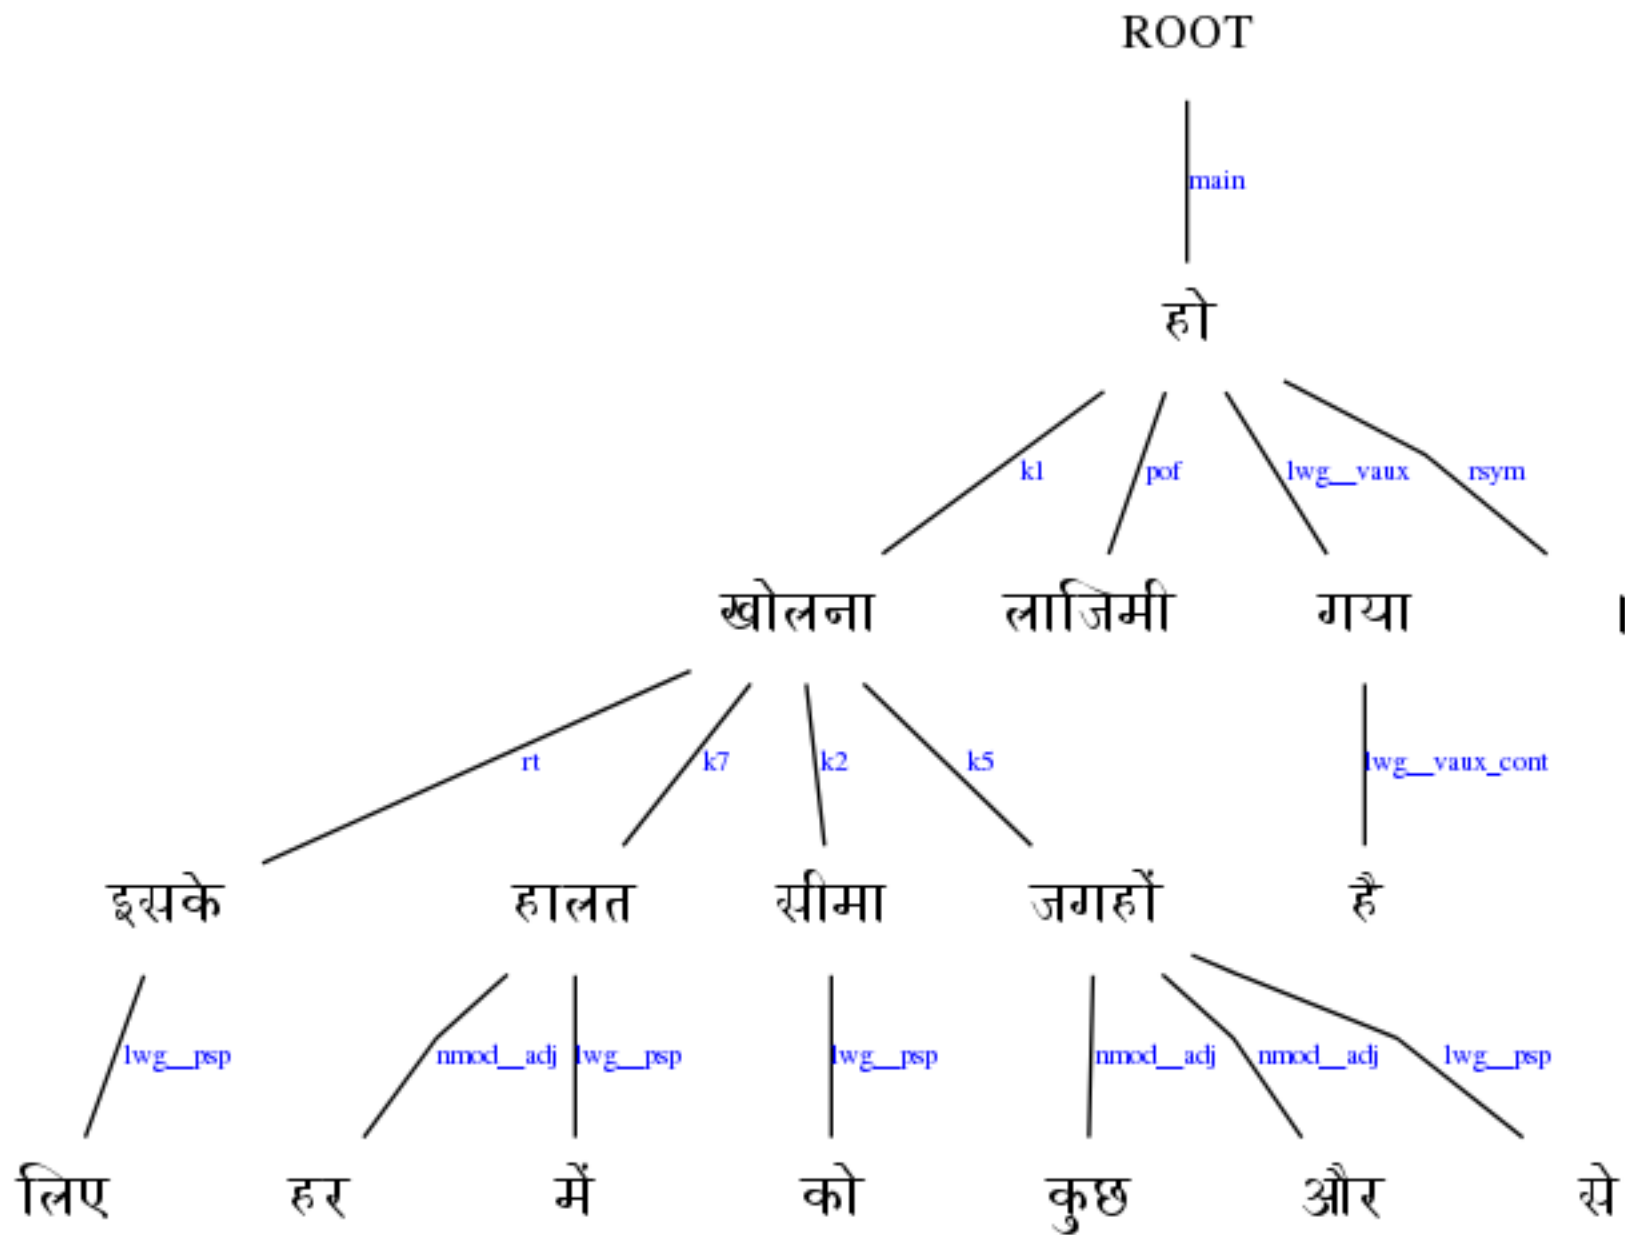 ROOT
main
हो
k1 pof lwg__vaux rsym
खोलना लाजिमी गया ।
rt k7 k2 k5 lwg__vaux_cont
इसके हालत सीमा जगहों है
lwg__psp nmod__adj lwg__psp lwg__psp nmod__adj nmod__adj lwg__psp
लिए हर में को कुछ और से